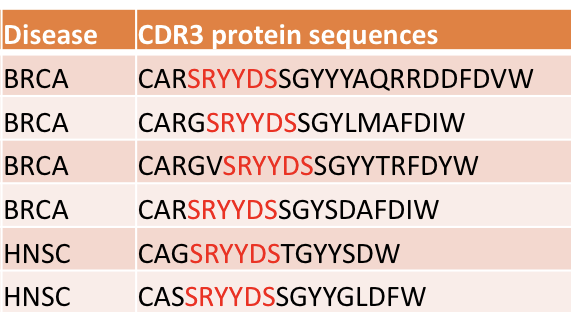 Disease CDR3 protein sequences
BRCA CARSRYYDSSGYYYAQRRDDFDVW
BRCA CARGSRYYDSSGYLMAFDIW
BRCA CARGVSRYYDSSGYYTRFDYW
BRCA CARSRYYDSSGYSDAFDIW
HNSC CAGSRYYDSTGYYSDW
HNSC CASSRYYDSSGYYGLDFW